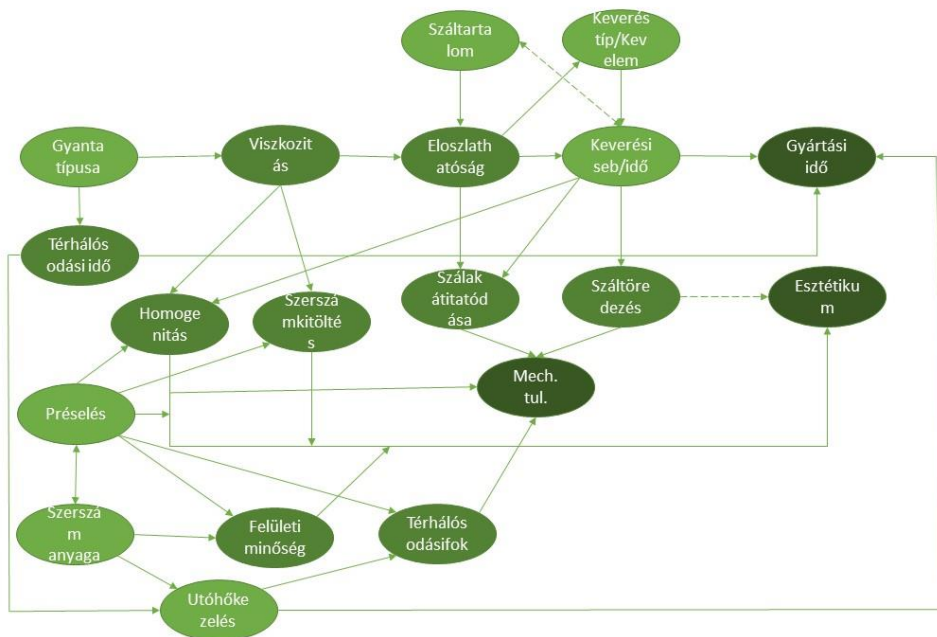 Száltarta
lom
Keverés
típ/Kev
elem
Gyanta
típusa
Viszkozit
ás
Eloszlath
atóság
Keverési
seb/idő
Gyártási
idő
Térhálós
odási idő
Homoge
nitás
Szerszá
mkitölté
s
Szálak
átitatód
ása
Száltöre
dezés
Esztétiku
m
Mech.
tul.
Préselés
Szerszá
m
anyaga
Felületi
minőség
Térhálós
odásifok
Utóhőke
zelés